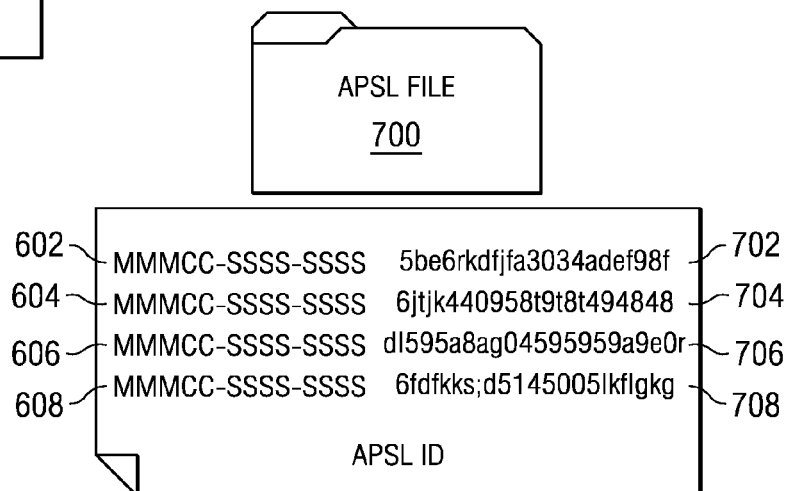 APSL FILE
700
602 MMMCC-SSSS-SSSS 5be6rkdfjfa3034adef98f 702
604 MMMCC-SSSS-SSSS 6jtjk440958t9t8t494848 704
606 MMMCC-SSSS-SSSS dl595a8ag04595959a9e0r 706
608 MMMCC-SSSS-SSSS 6fdfkks;d5145005lkflgkg 708
APSL ID